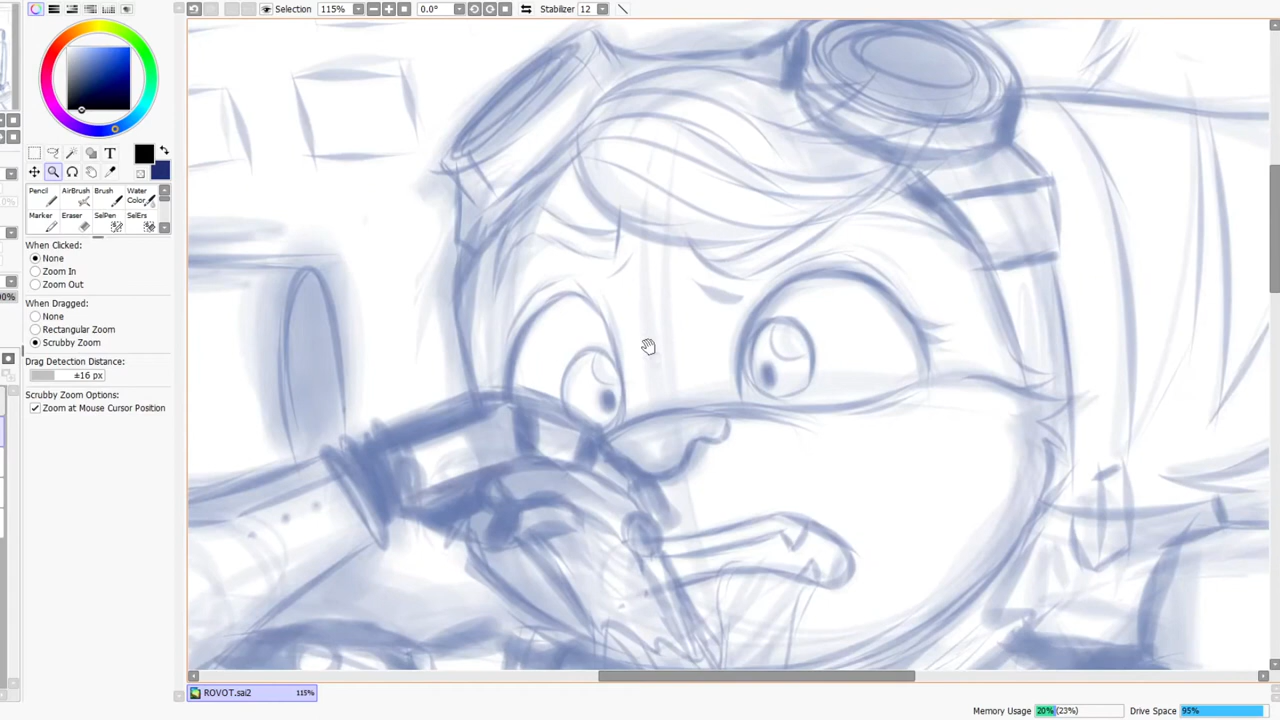 Selection 115% 0.0° Stabilizer 12
T
Pencil AirBrush Brush Water Color
Marker Eraser SelPen SelErs
When Clicked:
None
Zoom In
Zoom Out
When Dragged:
None
Rectangular Zoom
Scrubby Zoom
Drag Detection Distance:
±16 px
Scrubby Zoom Options:
Zoom at Mouse Cursor Position
ROVOT.sai2 115%
Memory Usage 20% (23%) Drive Space 95%